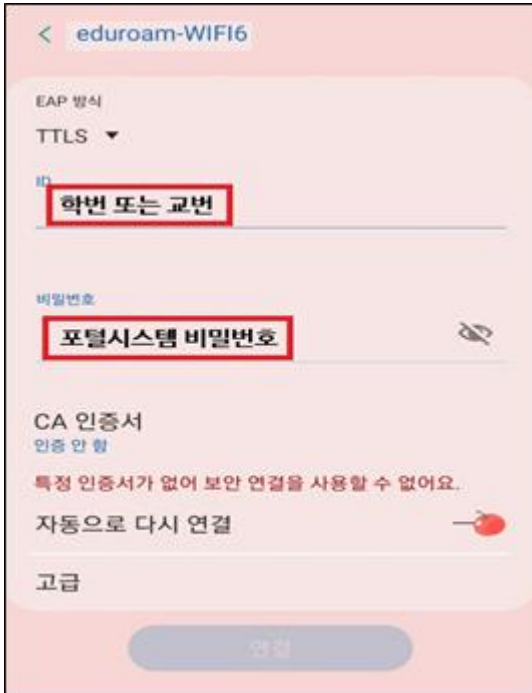 eduroam-WIFI6
EAP 방식
TTLS
ID
학번 또는 교번
비밀번호
포털시스템 비밀번호
CA 인증서
인증 안 함
특정 인증서가 없어 보안 연결을 사용할 수 없어요.
자동으로 다시 연결
고급
연결